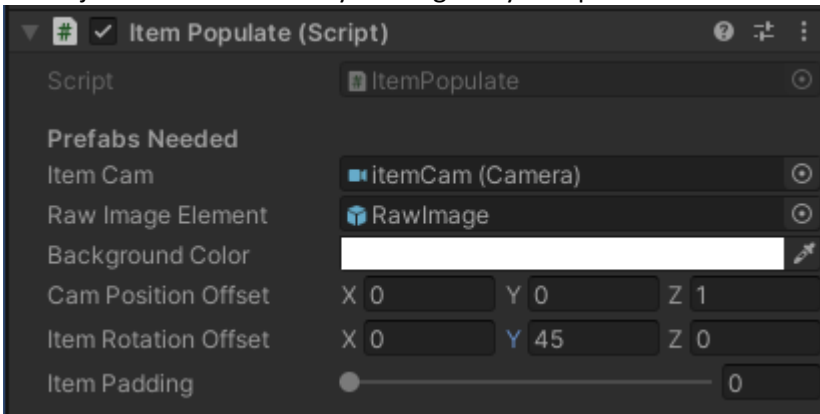 Item Populate (Script)
Script ItemPopulate
Prefabs Needed
Item Cam itemCam (Camera)
Raw Image Element RawImage
Background Color
Cam Position Offset X 0 Y 0 Z 1
Item Rotation Offset X 0 Y 45 Z 0
Item Padding 0